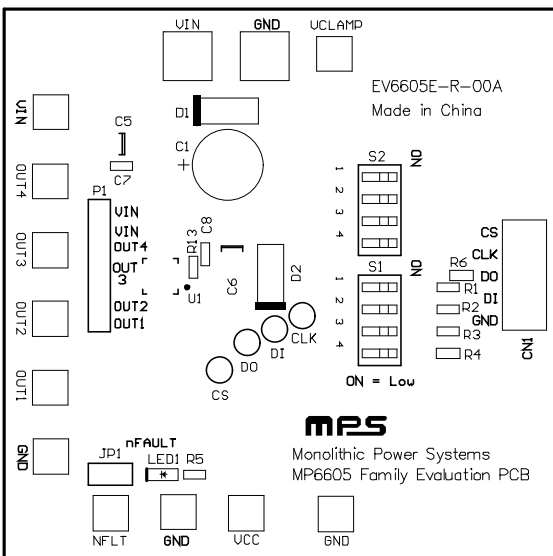 VIN
GND
VCLAMP
EV6605E-R-00A
Made in China
D1
C1
+
VIN
C5
C7
OUT4
P1
VIN
VIN
OUT4
OUT
3
OUT2
OUT1
OUT3
OUT2
OUT1
GND
R13
C8
U1
C6
D2
CLK
DI
DO
CS
S2
NO
1
2
3
4
S1
NO
1
2
3
4
ON = Low
CS
CLK
DO
DI
GND
CN1
R6
R1
R2
R3
R4
mps
Monolithic Power Systems
MP6605 Family Evaluation PCB
nFAULT
JP1
LED1
R5
NFLT
GND
VCC
GND